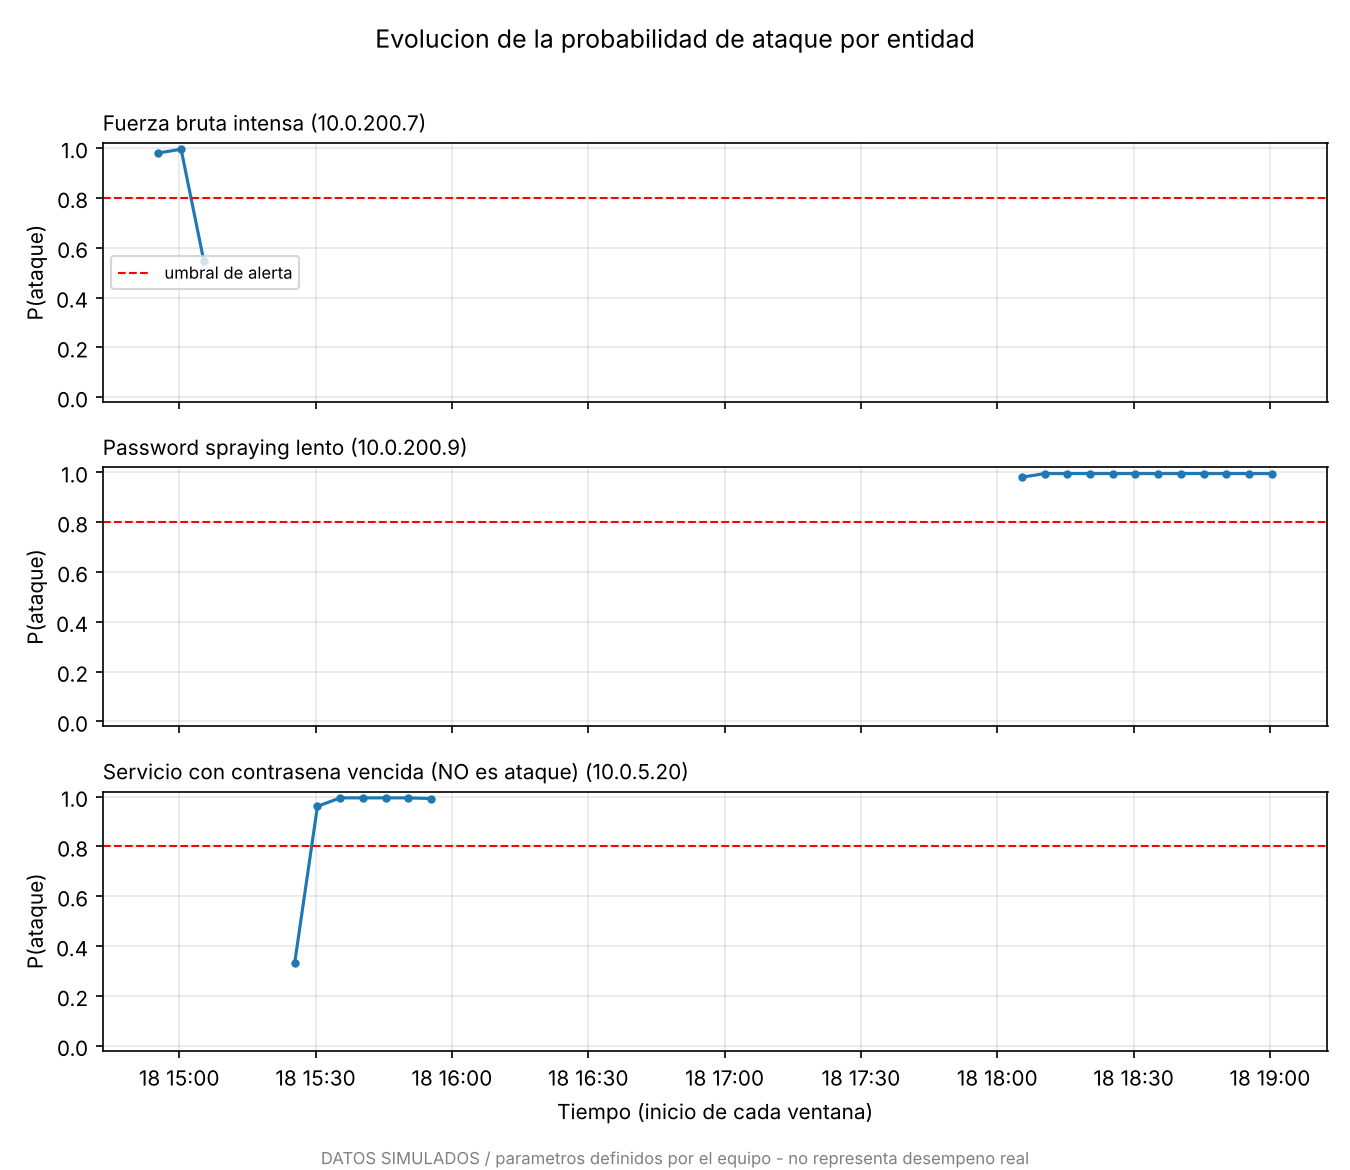 Evolucion de la probabilidad de ataque por entidad
Fuerza bruta intensa (10.0.200.7)
1.0
0.8
0.6
0.4
0.2
0.0
P(ataque)
umbral de alerta
Password spraying lento (10.0.200.9)
1.0
0.8
0.6
0.4
0.2
0.0
P(ataque)
Servicio con contrasena vencida (NO es ataque) (10.0.5.20)
1.0
0.8
0.6
0.4
0.2
0.0
P(ataque)
18 15:00 18 15:30 18 16:00 18 16:30 18 17:00 18 17:30 18 18:00 18 18:30 18 19:00
Tiempo (inicio de cada ventana)
DATOS SIMULADOS / parametros definidos por el equipo - no representa desempeno real